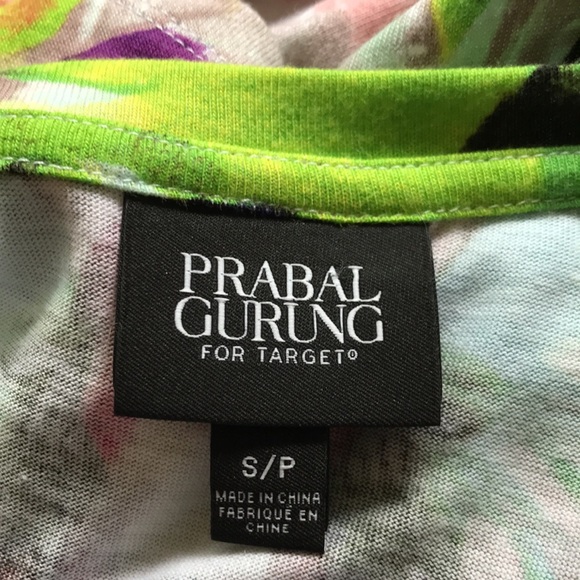 PRABAL
GURUNG
FOR TARGET®
S/P
MADE IN CHINA
FABRIQUÉ EN
CHINE